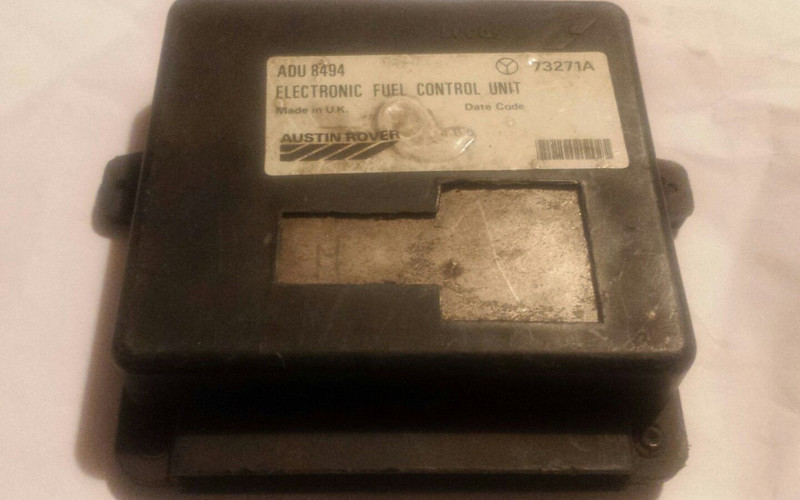 ADU 8494
73271A
ELECTRONIC FUEL CONTROL UNIT
Made in U.K.
Date Code
AUSTIN ROVER